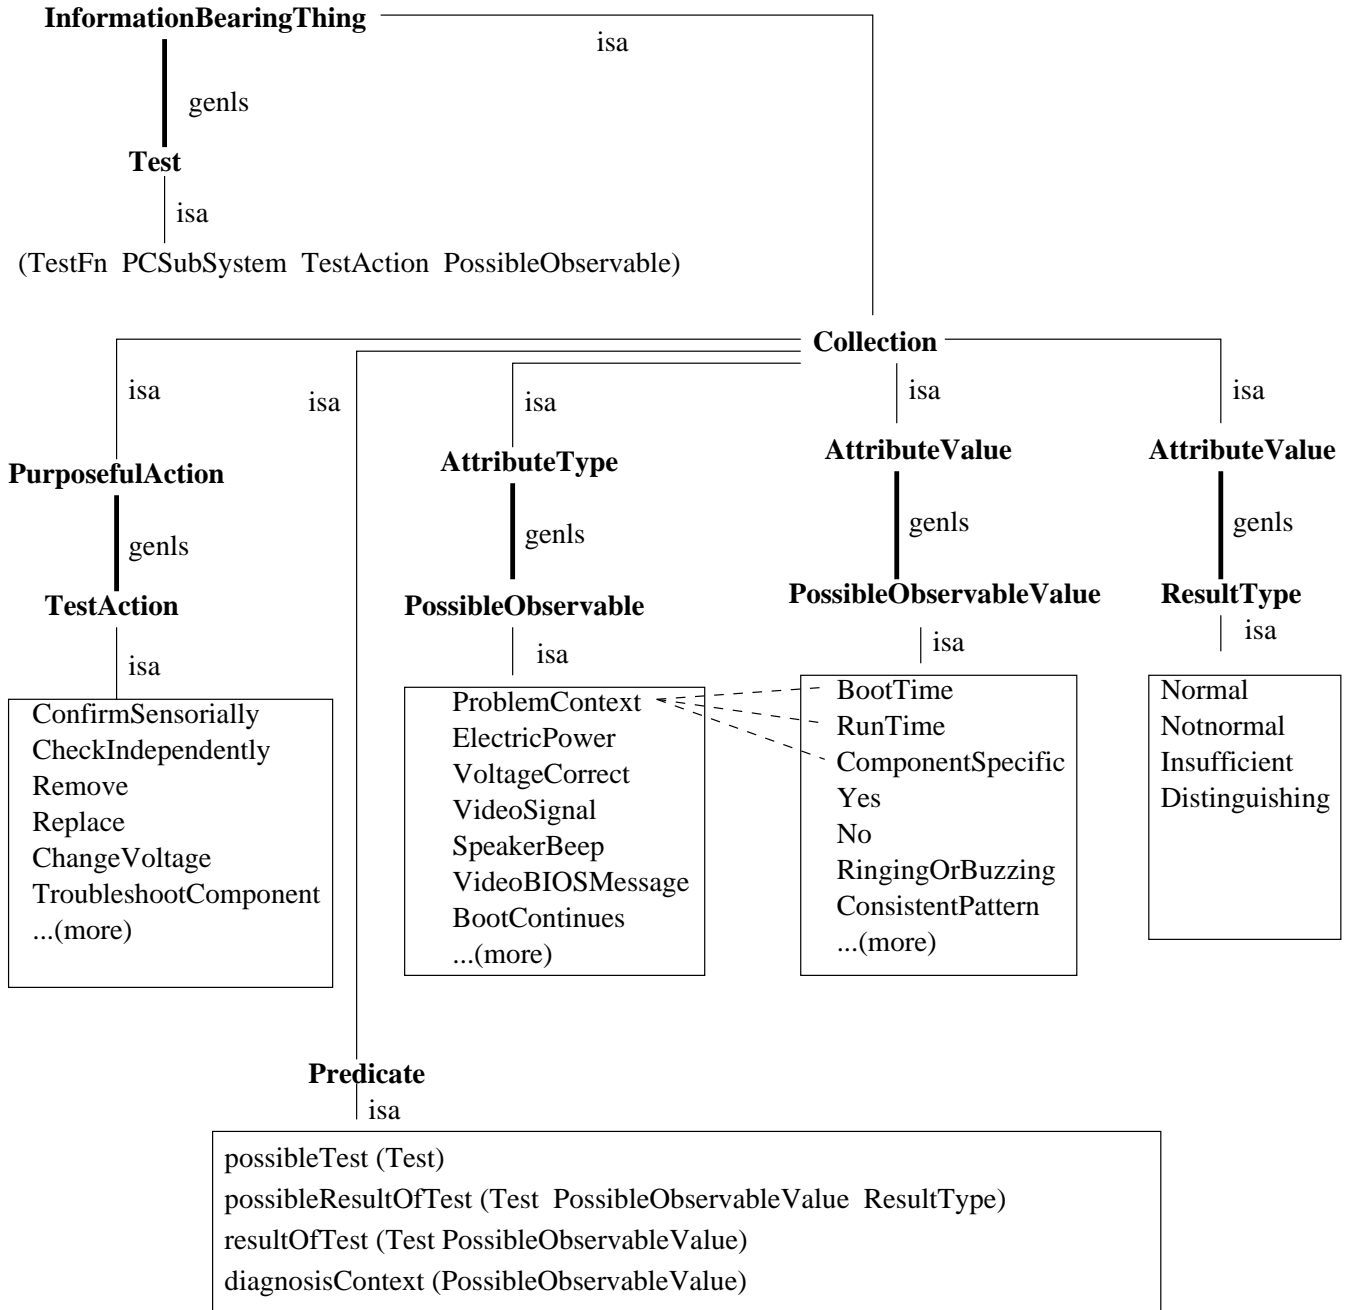 InformationBearingThing
isa
genls
Test
isa
(TestFn PCSubSystem TestAction PossibleObservable)
Collection
isa
isa
isa
isa
isa
PurposefulAction
AttributeType
AttributeValue
AttributeValue
genls
genls
genls
genls
TestAction
PossibleObservable
PossibleObservableValue
ResultType
isa
isa
isa
isa
ConfirmSensorially
CheckIndependently
Remove
Replace
ChangeVoltage
TroubleshootComponent
...(more)
ProblemContext
ElectricPower
VoltageCorrect
VideoSignal
SpeakerBeep
VideoBIOSMessage
BootContinues
...(more)
BootTime
RunTime
ComponentSpecific
Yes
No
RingingOrBuzzing
ConsistentPattern
...(more)
Normal
Notnormal
Insufficient
Distinguishing
Predicate
isa
possibleTest (Test)
possibleResultOfTest (Test PossibleObservableValue ResultType)
resultOfTest (Test PossibleObservableValue)
diagnosisContext (PossibleObservableValue)